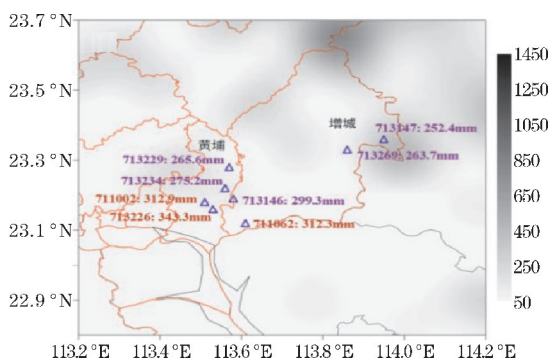 23.7°N
23.5°N
23.3°N
23.1°N
22.9°N
增城
713147: 252.4mm
黄埔
713229: 265.6mm
713269: 263.7mm
713234: 275.2mm
711002: 312.9mm
713146: 299.3mm
713226: 343.3mm
711062: 312.3mm
113.2°E
113.4°E
113.6°E
113.8°E
114.0°E
114.2°E
1450
1250
1050
850
650
450
250
50